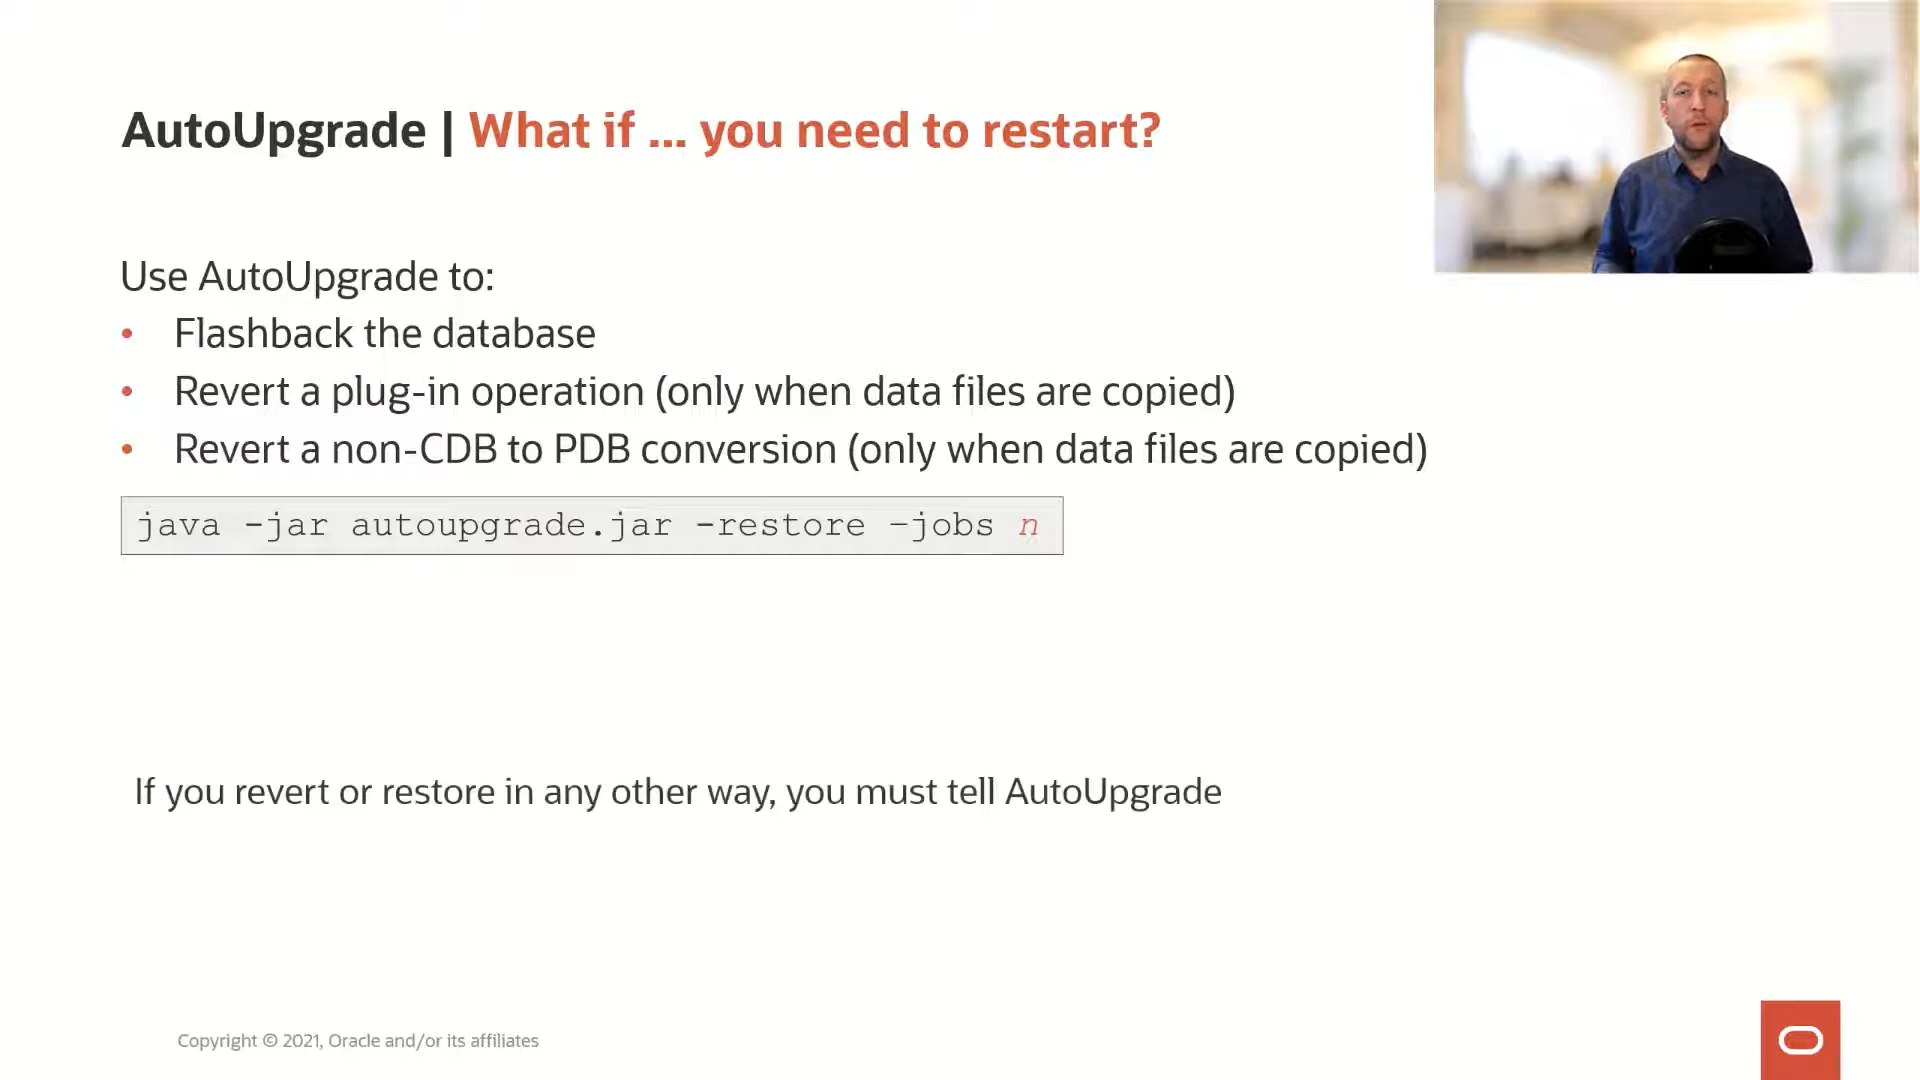 AutoUpgrade | What if ... you need to restart?
Use AutoUpgrade to:
• Flashback the database
• Revert a plug-in operation (only when data files are copied)
• Revert a non-CDB to PDB conversion (only when data files are copied)
java -jar autoupgrade.jar -restore –jobs n
If you revert or restore in any other way, you must tell AutoUpgrade
Copyright © 2021, Oracle and/or its affiliates